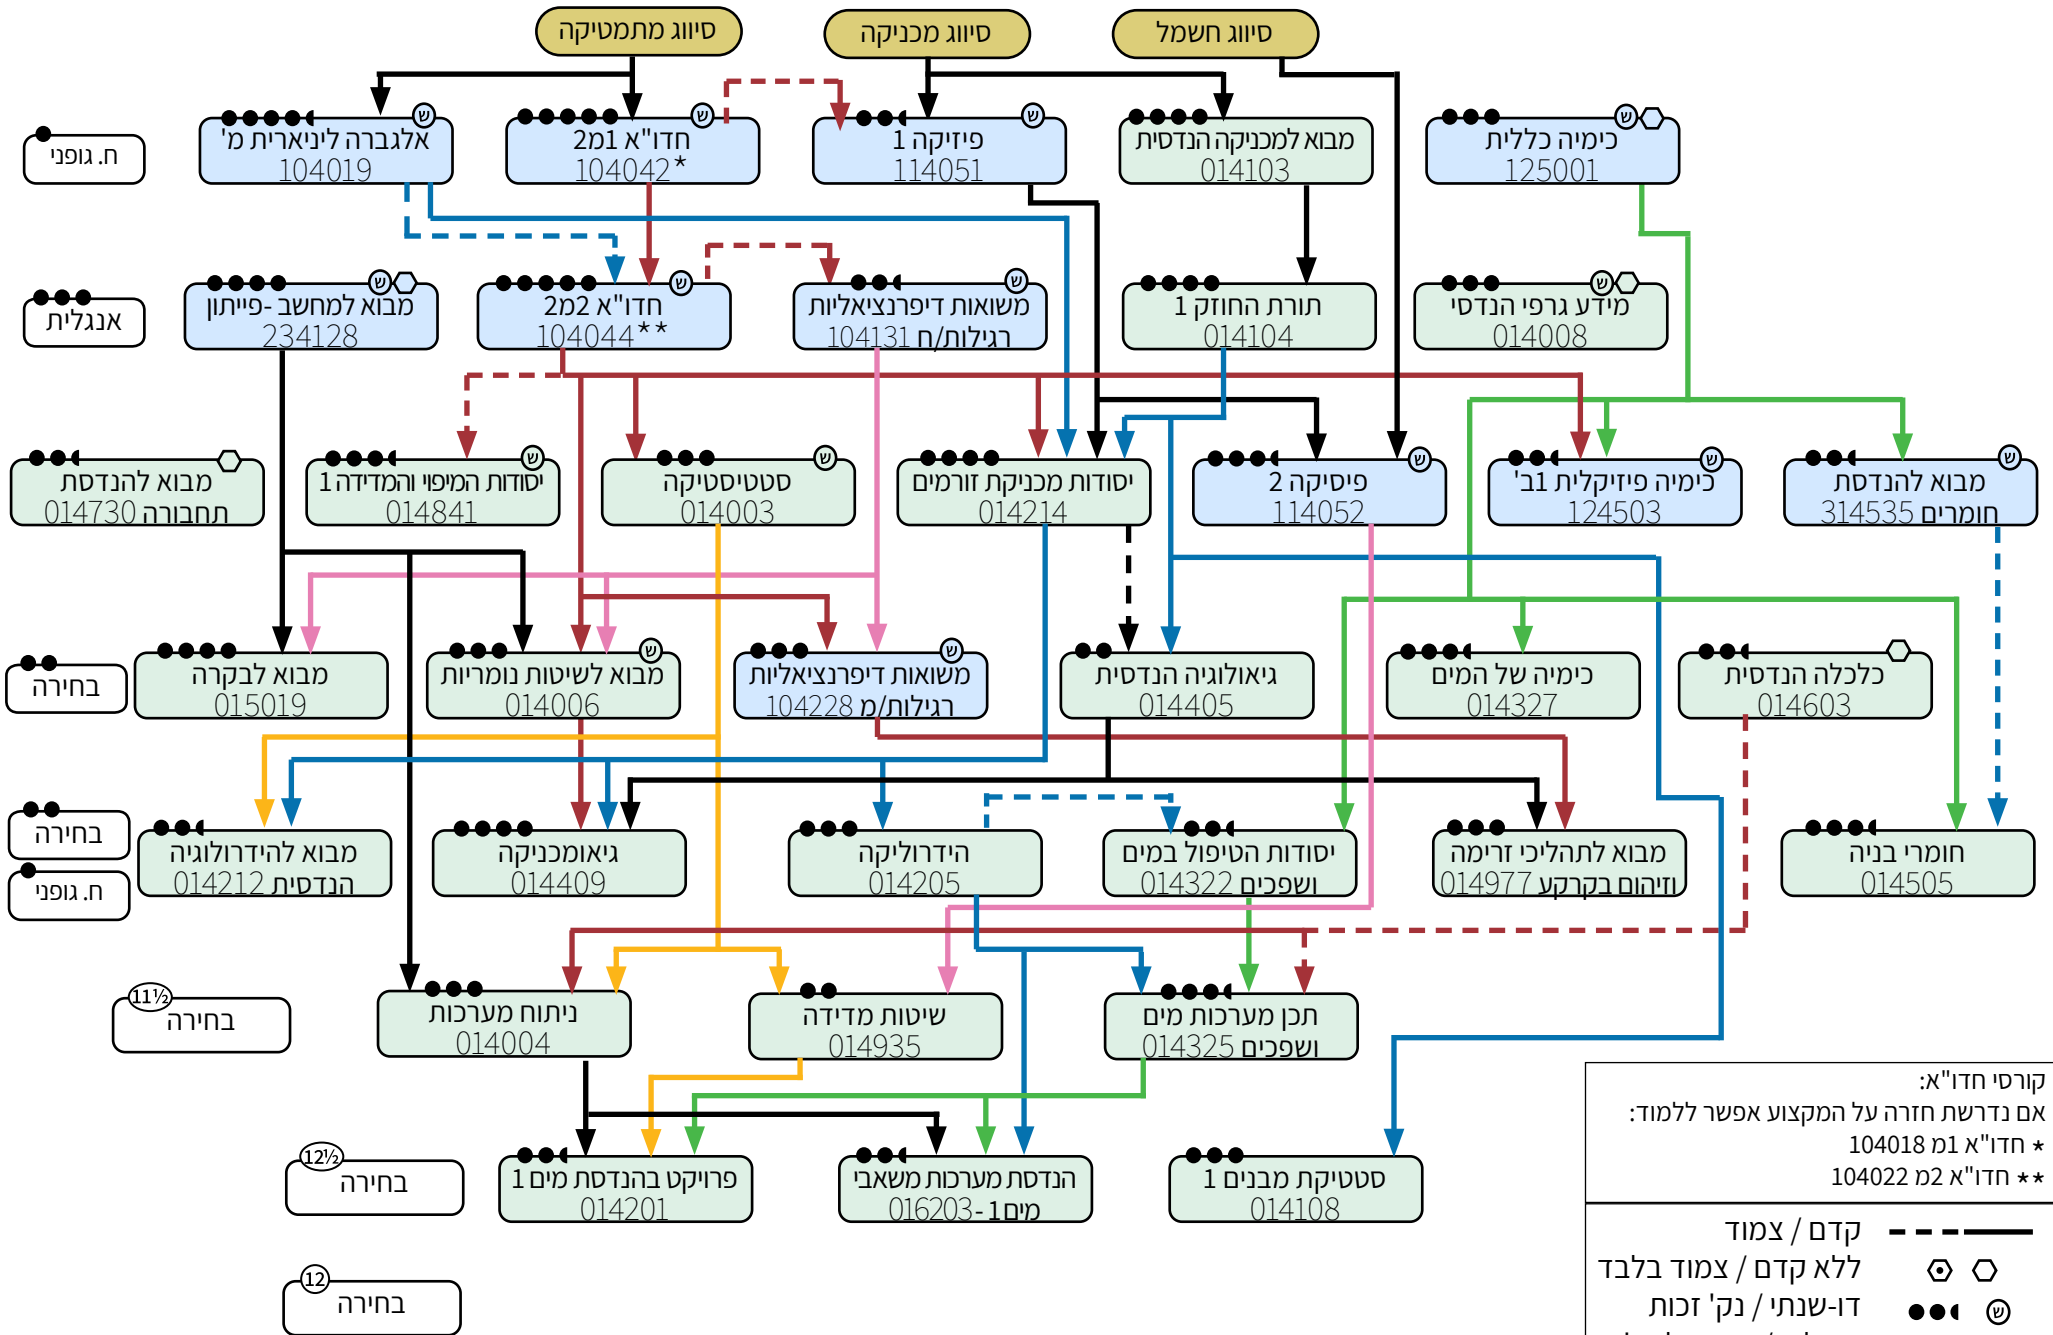 סיווג חשמל
סיווג מכניקה
סיווג מתמטיקה
כימיה כללית
125001
מבוא למכניקה הנדסית
014103
פיזיקה 1
114051
חדו"א 1מ2
104042*
אלגברה ליניארית מ'
104019
ח. גופני
מידע גרפי הנדסי
014008
תורת החוזק 1
014104
משוואות דיפרנציאליות
רגילות/ח 104131
חדו"א 2מ2
104044**
מבוא למחשב -פייתון
234128
אנגלית
מבוא להנדסת
חומרים 314535
כימיה פיזיקלית 1ב'
124503
פיסיקה 2
114052
יסודות מכניקת זורמים
014214
סטטיסטיקה
014003
יסודות המיפוי והמדידה 1
014841
מבוא להנדסת
תחבורה 014730
כלכלה הנדסית
014603
כימיה של המים
014327
גיאולוגיה הנדסית
014405
משוואות דיפרנציאליות
רגילות/מ 104228
מבוא לשיטות נומריות
014006
מבוא לבקרה
015019
בחירה
חומרי בניה
014505
מבוא לתהליכי זרימה
וזיהום בקרקע 014977
יסודות הטיפול במים
ושפכים 014322
הידרוליקה
014205
גיאומכניקה
014409
מבוא להידרולוגיה
הנדסית 014212
בחירה
ח. גופני
תכן מערכות מים
ושפכים 014325
שיטות מדידה
014935
ניתוח מערכות
014004
11½
בחירה
סטטיקת מבנים 1
014108
הנדסת מערכות משאבי
מים 1 - 016203
פרויקט בהנדסת מים 1
014201
12½
בחירה
12
בחירה
קורסי חדו"א:
אם נדרשת חזרה על המקצוע אפשר ללמוד:
* חדו"א 1מ 104018
** חדו"א 2מ 104022
קדם / צמוד
ללא קדם / צמוד בלבד
דו-שנתי / נק' זכות